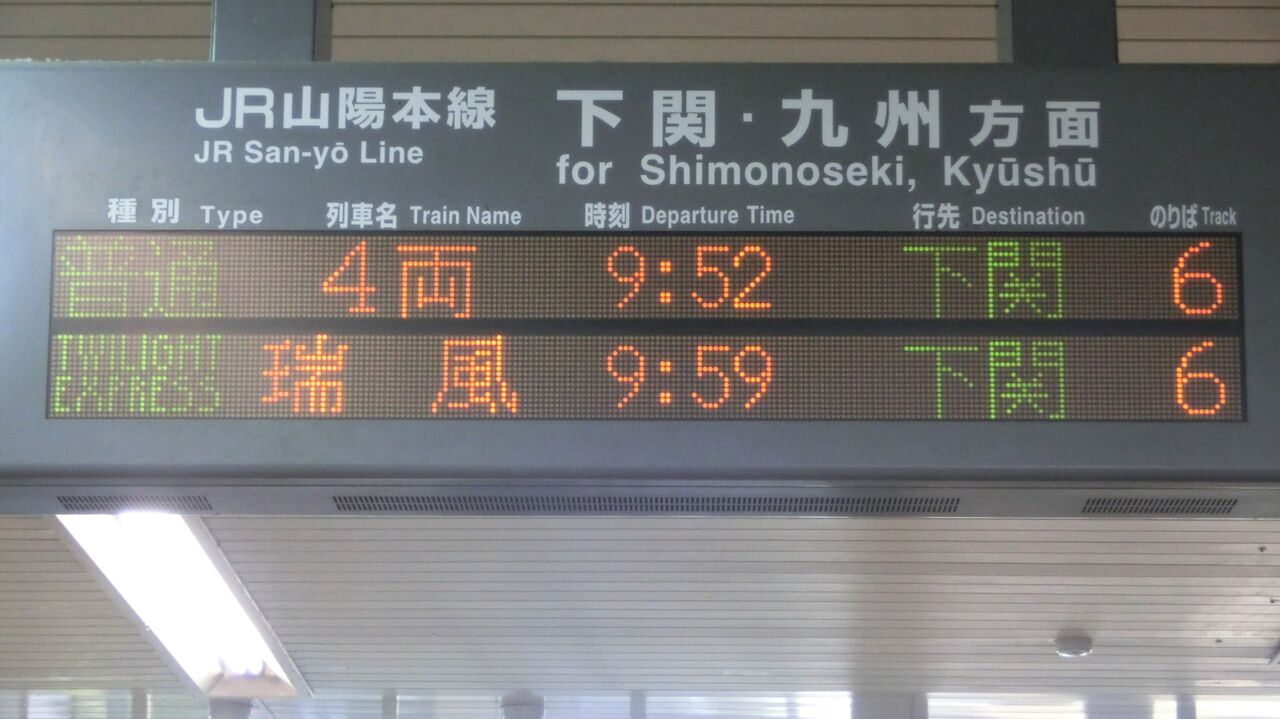 JR山陽本線 下関・九州方面
JR San-yō Line for Shimonoseki, Kyūshū
種別 Type 列車名 Train Name 時刻 Departure Time 行先 Destination のりば Track
普通 4両 9:52 下関 6
TWILIGHT EXPRESS 瑞風 9:59 下関 6